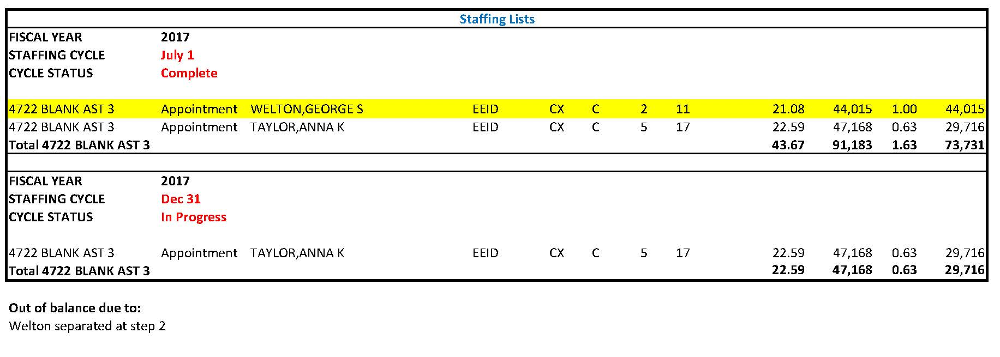 Staffing Lists
FISCAL YEAR 2017
STAFFING CYCLE July 1
CYCLE STATUS Complete
4722 BLANK AST 3 Appointment WELTON,GEORGE S EEID CX C 2 11 21.08 44,015 1.00 44,015
4722 BLANK AST 3 Appointment TAYLOR,ANNA K EEID CX C 5 17 22.59 47,168 0.63 29,716
Total 4722 BLANK AST 3 43.67 91,183 1.63 73,731
FISCAL YEAR 2017
STAFFING CYCLE Dec 31
CYCLE STATUS In Progress
4722 BLANK AST 3 Appointment TAYLOR,ANNA K EEID CX C 5 17 22.59 47,168 0.63 29,716
Total 4722 BLANK AST 3 22.59 47,168 0.63 29,716
Out of balance due to:
Welton separated at step 2